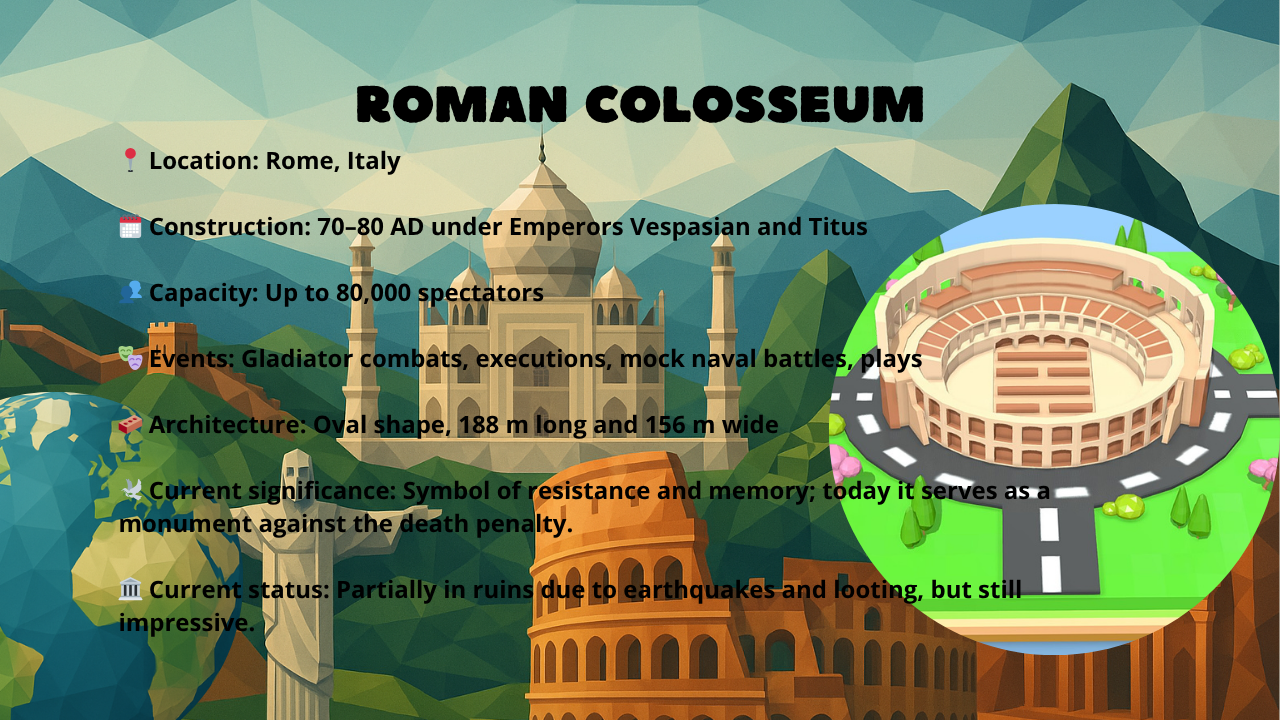 ROMAN COLOSSEUM
📍 Location: Rome, Italy
📅 Construction: 70–80 AD under Emperors Vespasian and Titus
👥 Capacity: Up to 80,000 spectators
🎭 Events: Gladiator combats, executions, mock naval battles, plays
🧱 Architecture: Oval shape, 188 m long and 156 m wide
🕊️ Current significance: Symbol of resistance and memory; today it serves as a
monument against the death penalty.
🏛️ Current status: Partially in ruins due to earthquakes and looting, but still
impressive.